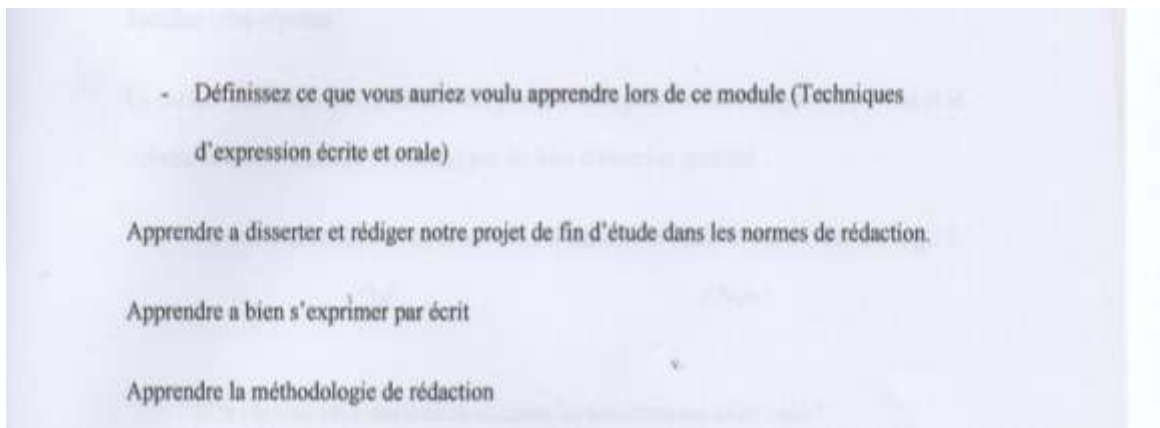 - Définissez ce que vous auriez voulu apprendre lors de ce module (Techniques
d'expression écrite et orale)
Apprendre a disserter et rédiger notre projet de fin d'étude dans les normes de rédaction.
Apprendre a bien s'exprimer par écrit
Apprendre la méthodologie de rédaction